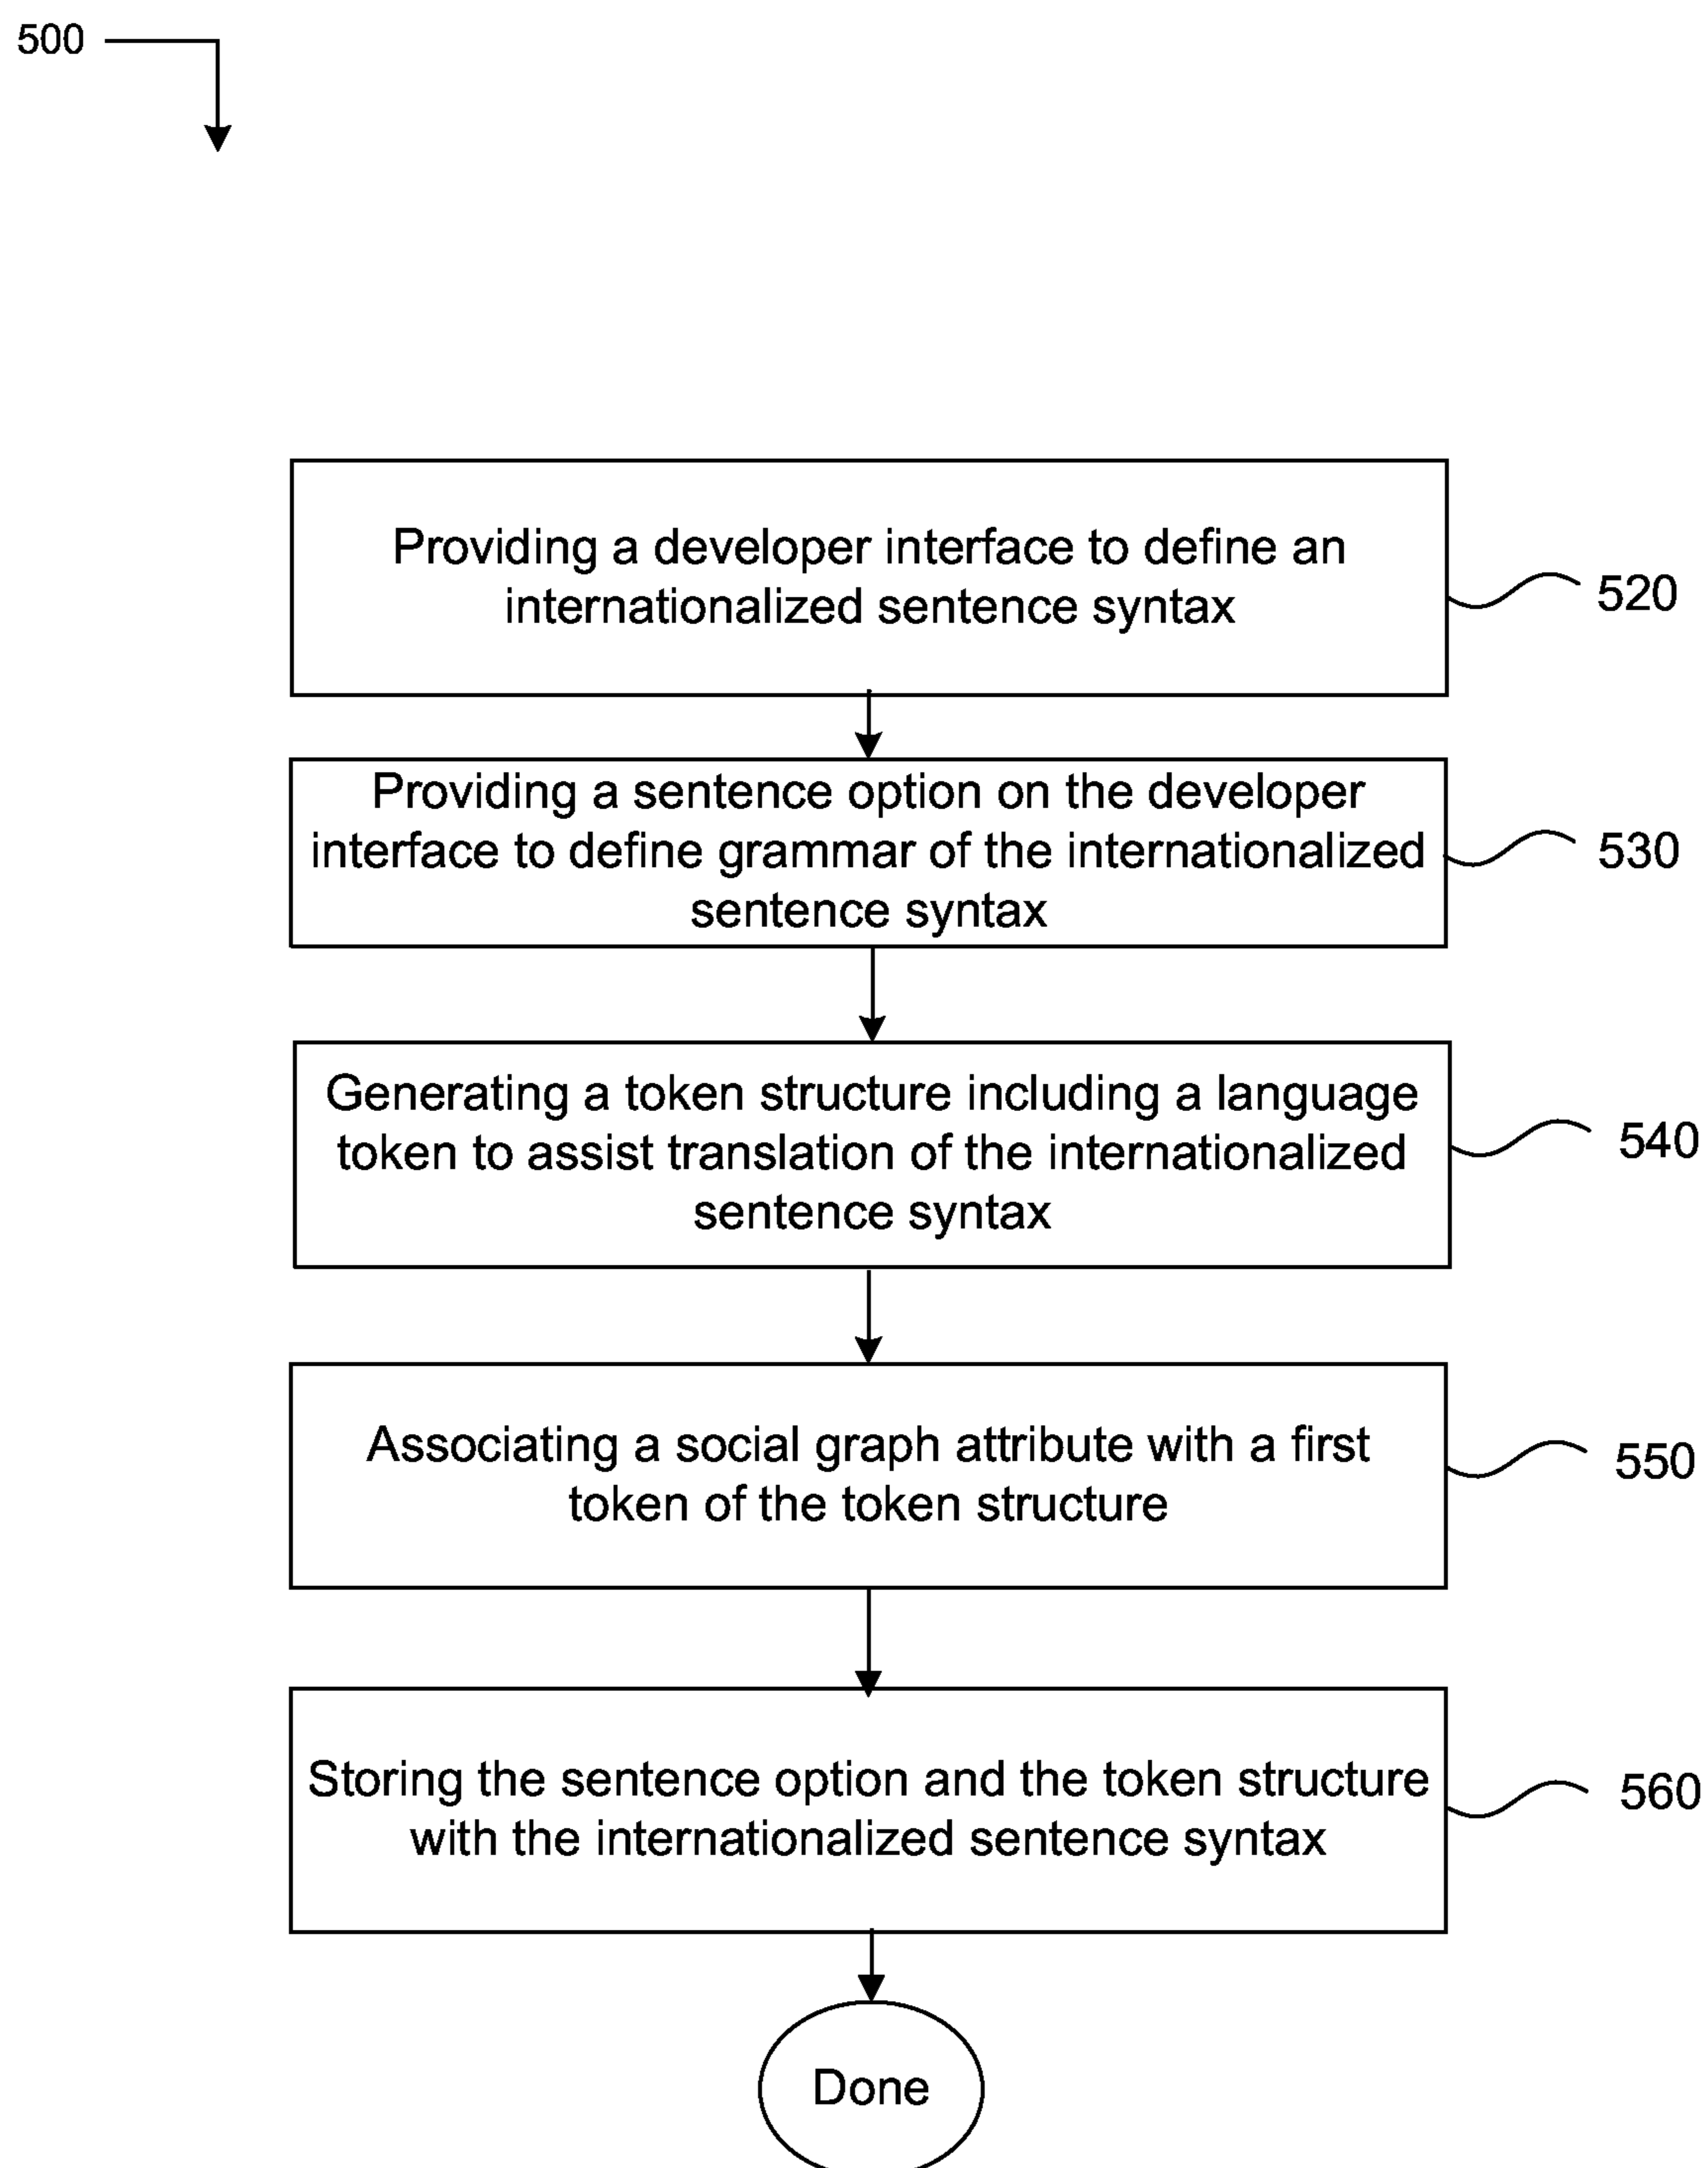 500
Providing a developer interface to define an
internationalized sentence syntax
520
Providing a sentence option on the developer
interface to define grammar of the internationalized
sentence syntax
530
Generating a token structure including a language
token to assist translation of the internationalized
sentence syntax
540
Associating a social graph attribute with a first
token of the token structure
550
Storing the sentence option and the token structure
with the internationalized sentence syntax
560
Done